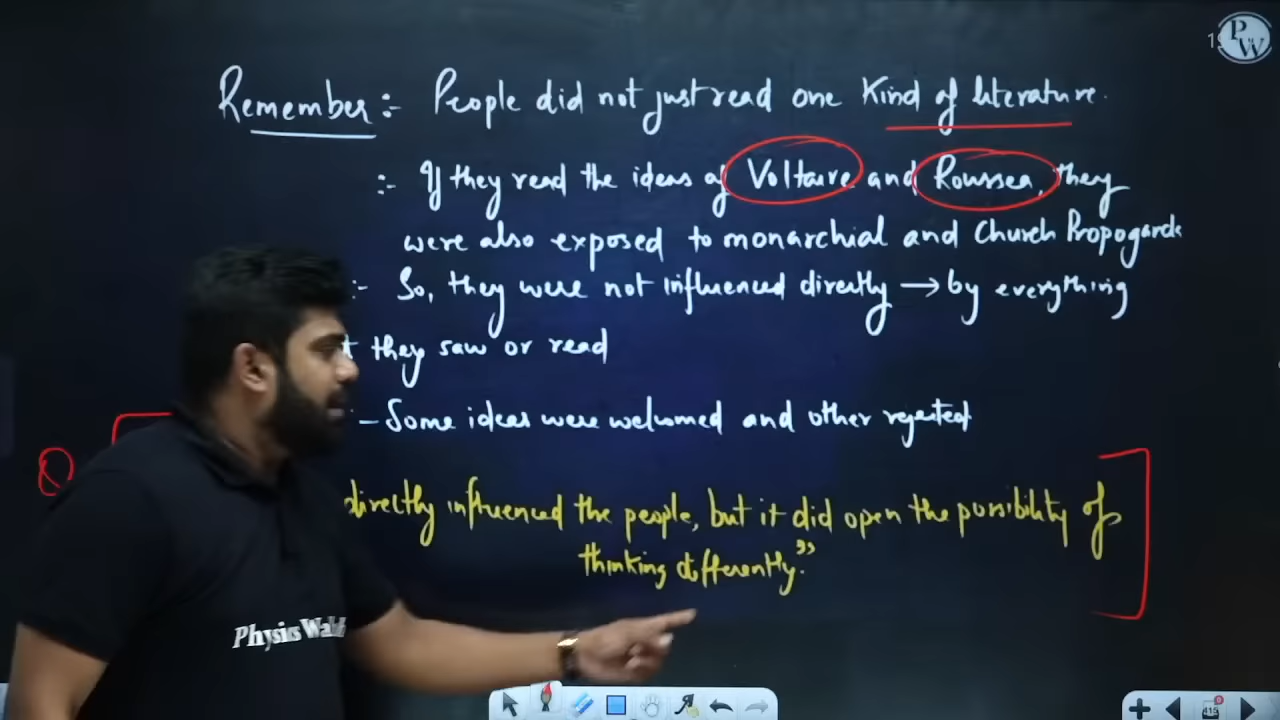 PW
Remember :- People did not just read one Kind of literature.
:- If they read the ideas of Voltaire and Roussea, they
were also exposed to monarchial and Church Propogand
:- So, they were not influenced directly → by everything
t they saw or read
- Some ideas were welcomed and other rejected
Q
directly influenced the people, but it did open the possibility of
thinking differently."
Physics Wallah
415